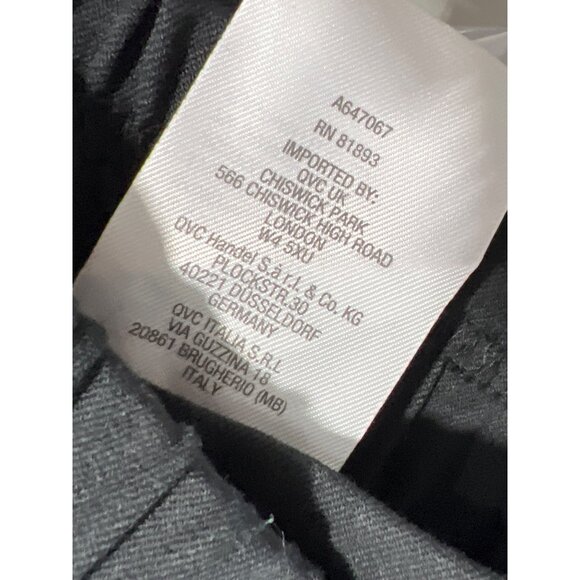 A647067
RN 81893
IMPORTED BY:
QVC UK
CHISWICK PARK
566 CHISWICK HIGH ROAD
LONDON
W4 5XU
QVC Handel S.à r.l. & Co. KG
PLOCKSTR.30
40221 DÜSSELDORF
GERMANY
QVC ITALIA S.R.L
VIA GUZZINA 18
20861 BRUGHERIO (MB)
ITALY